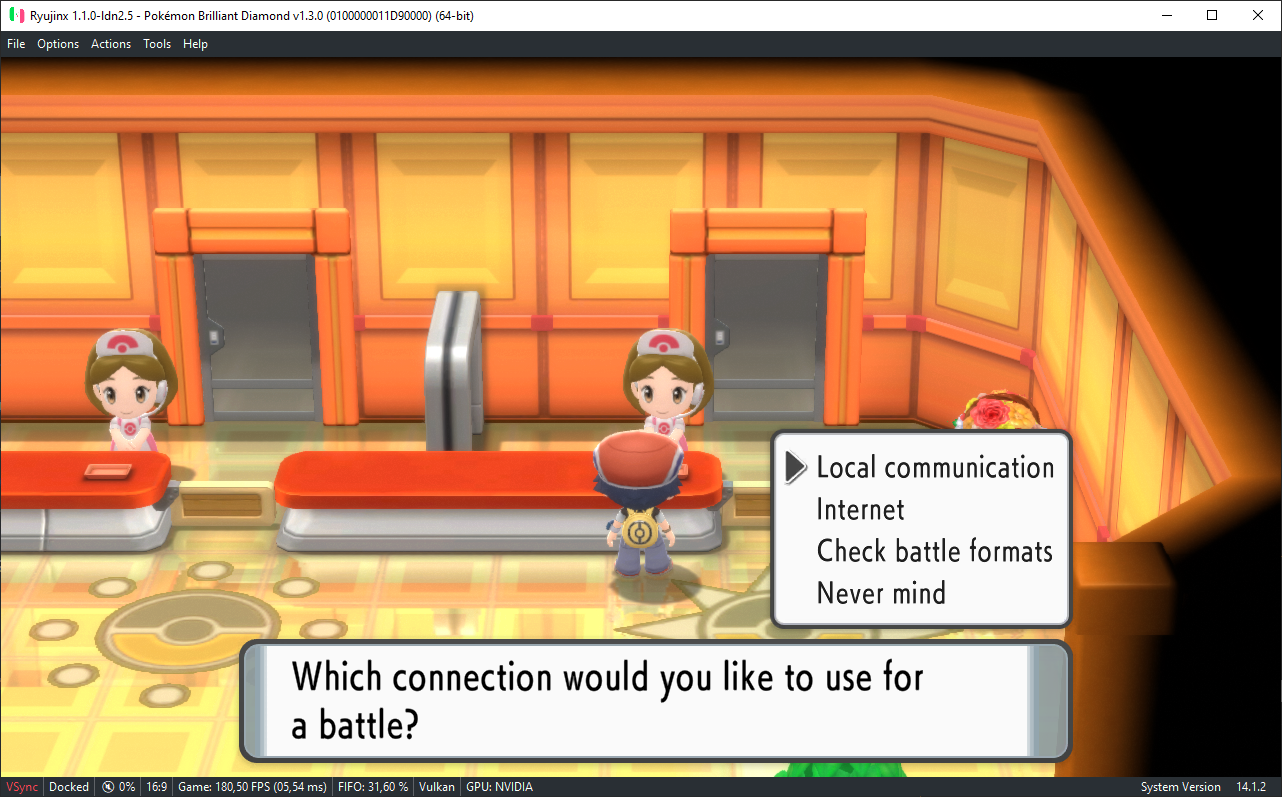 Ryujinx 1.1.0-ldn2.5 - Pokémon Brilliant Diamond v1.3.0 (0100000011D90000) (64-bit)
File Options Actions Tools Help
Local communication
Internet
Check battle formats
Never mind
Which connection would you like to use for
a battle?
VSync Docked 0% 16:9 Game: 180,50 FPS (05,54 ms) FIFO: 31,60 % Vulkan GPU: NVIDIA System Version 14.1.2